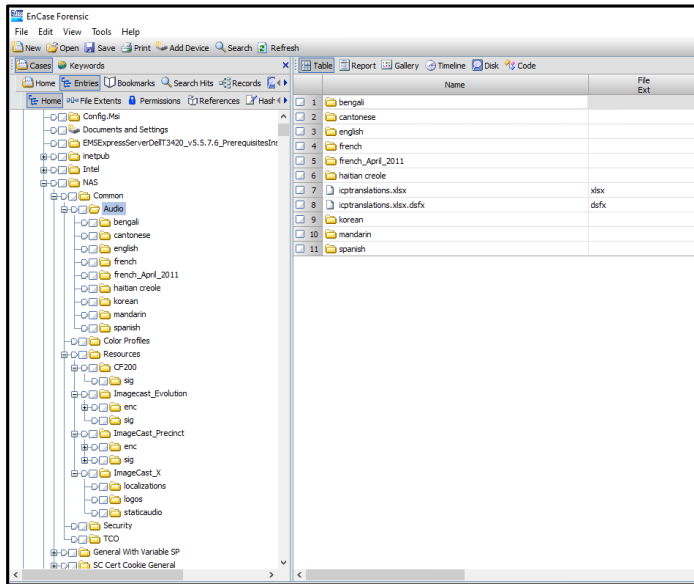 EnCase Forensic
File Edit View Tools Help
New Open Save Print Add Device Search Refresh
Cases Keywords
Home Entries Bookmarks Search Hits Records
Home File Extents Permissions References Hash
Config.Msi
Documents and Settings
EMSExpressServerDellT3420_v5.5.7.6_PrerequisitesIns
inetpub
Intel
NAS
Common
Audio
bengali
cantonese
english
french
french_April_2011
haitian creole
korean
mandarin
spanish
Color Profiles
Resources
CF200
sig
Imagecast_Evolution
enc
sig
ImageCast_Precinct
enc
sig
ImageCast_X
localizations
logos
staticaudio
Security
TCO
General With Variable SP
SC Cert Cookie General
Table Report Gallery Timeline Disk Code
Name File Ext
1 bengali
2 cantonese
3 english
4 french
5 french_April_2011
6 haitian creole
7 icptranslations.xlsx xlsx
8 icptranslations.xlsx.dsfx dsfx
9 korean
10 mandarin
11 spanish